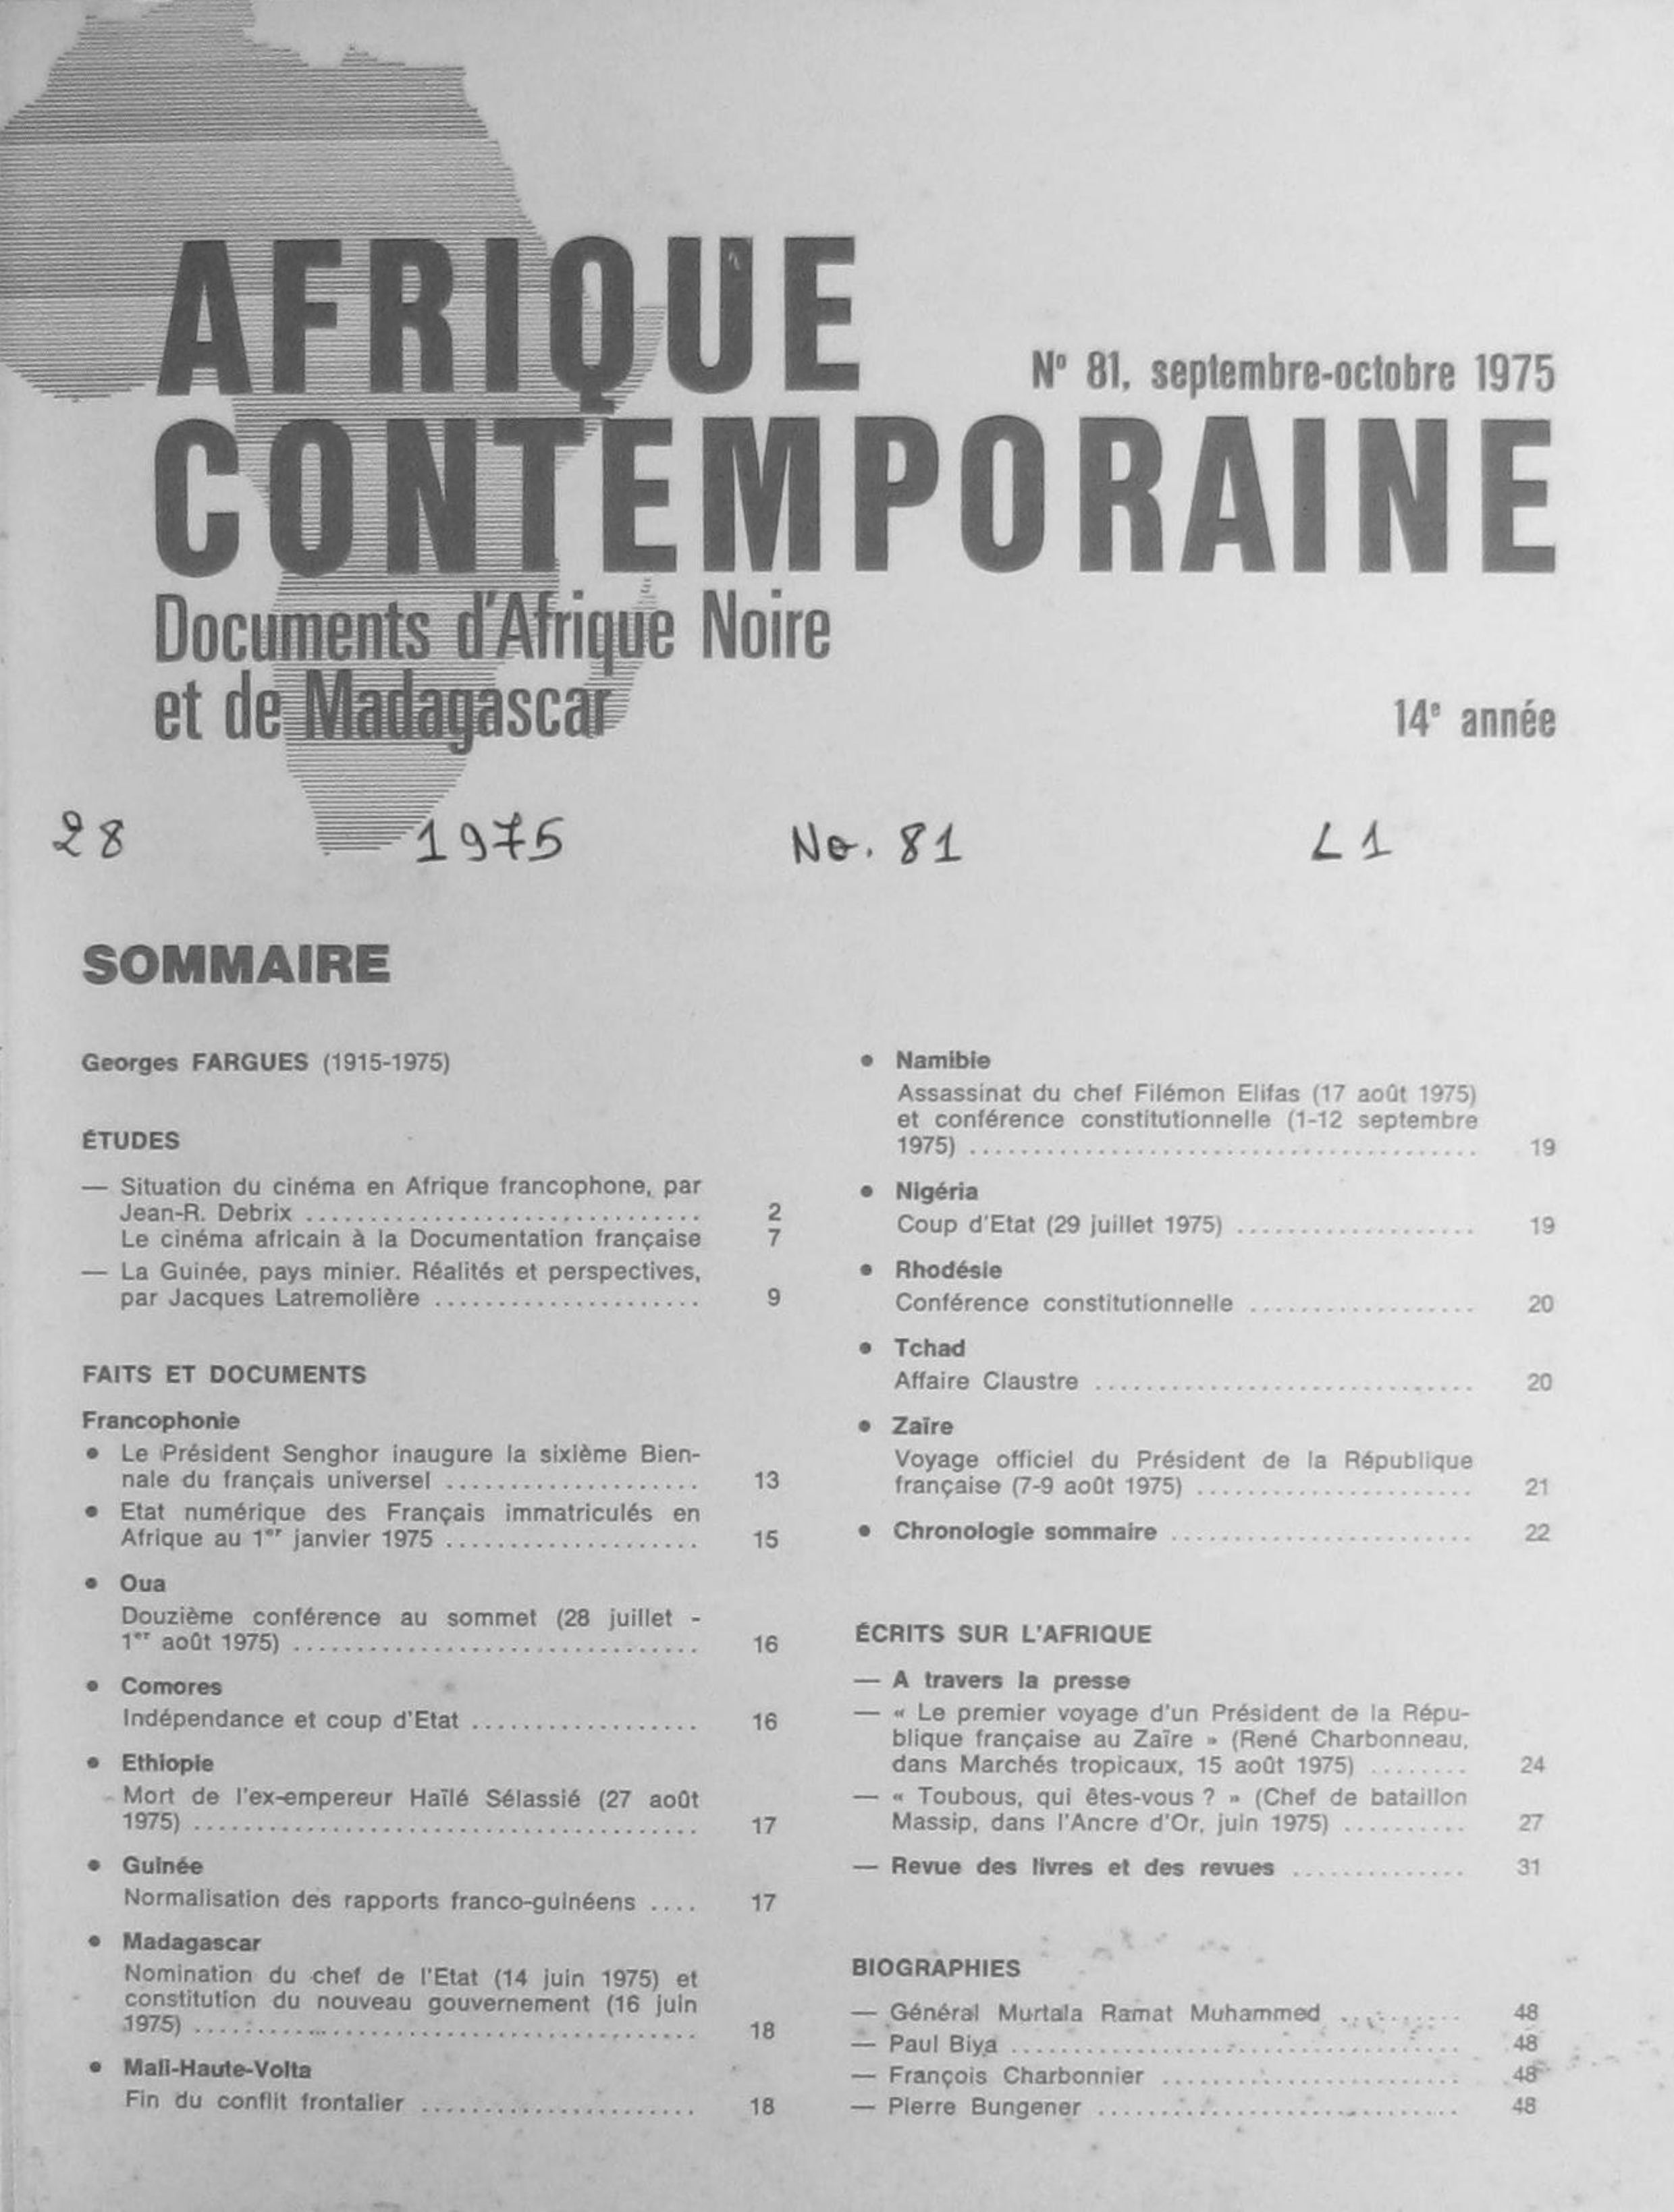 AFRIQUE
N° 81, septembre-octobre 1975
CONTEMPORAINE
Documents d'Afrique Noire
et de Madagascar
14e année
28 1975 No. 81 L1
SOMMAIRE
Georges FARGUES (1915-1975)
ÉTUDES
— Situation du cinéma en Afrique francophone, par
Jean-R. Debrix ............................... 2
Le cinéma africain à la Documentation française 7
— La Guinée, pays minier. Réalités et perspectives,
par Jacques Latremolière ..................... 9
FAITS ET DOCUMENTS
Francophonie
• Le Président Senghor inaugure la sixième Bien-
nale du français universel .................... 13
• Etat numérique des Français immatriculés en
Afrique au 1er janvier 1975 .................... 15
• Oua
Douzième conférence au sommet (28 juillet -
1er août 1975) ................................ 16
• Comores
Indépendance et coup d'Etat .................. 16
• Ethiopie
Mort de l'ex-empereur Haïlé Sélassié (27 août
1975) ........................................ 17
• Guinée
Normalisation des rapports franco-guinéens .... 17
• Madagascar
Nomination du chef de l'Etat (14 juin 1975) et
constitution du nouveau gouvernement (16 juin
1975) ........................................ 18
• Mali-Haute-Volta
Fin du conflit frontalier ...................... 18
• Namibie
Assassinat du chef Filémon Elifas (17 août 1975)
et conférence constitutionnelle (1-12 septembre
1975) ........................................ 19
• Nigéria
Coup d'Etat (29 juillet 1975) ................... 19
• Rhodésie
Conférence constitutionnelle .................. 20
• Tchad
Affaire Claustre .............................. 20
• Zaïre
Voyage officiel du Président de la République
française (7-9 août 1975) ...................... 21
• Chronologie sommaire ........................ 22
ÉCRITS SUR L'AFRIQUE
— A travers la presse
— « Le premier voyage d'un Président de la Répu-
blique française au Zaïre » (René Charbonneau,
dans Marchés tropicaux, 15 août 1975) ........ 24
— « Toubous, qui êtes-vous ? » (Chef de bataillon
Massip, dans l'Ancre d'Or, juin 1975) .......... 27
— Revue des livres et des revues .............. 31
BIOGRAPHIES
— Général Murtala Ramat Muhammed .......... 48
— Paul Biya .................................... 48
— François Charbonnier ........................ 48
— Pierre Bungener ............................. 48